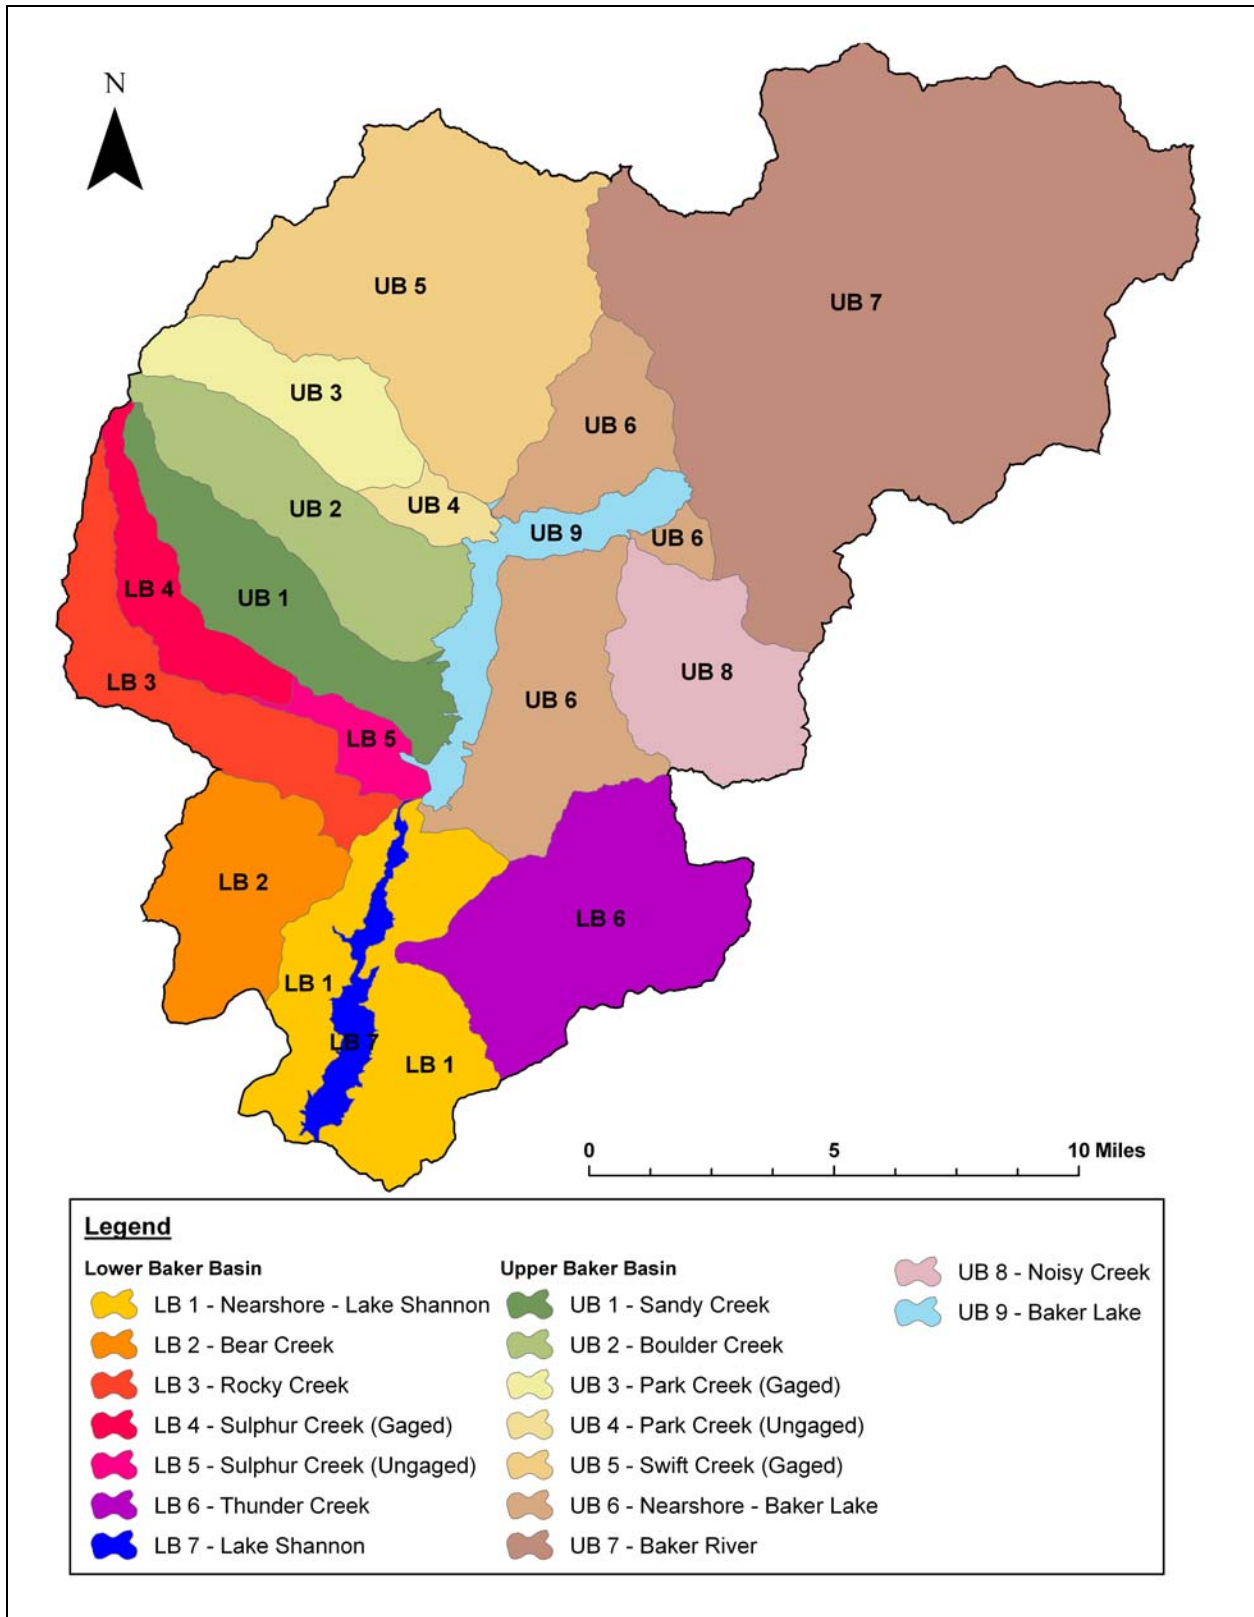 N
UB 5
UB 7
UB 3
UB 6
UB 4
UB 2
UB 9
UB 6
LB 4
UB 1
UB 8
LB 3
UB 6
LB 5
LB 2
LB 6
LB 1
LB 7
LB 1
0 5 10 Miles
Legend
Lower Baker Basin
LB 1 - Nearshore - Lake Shannon
LB 2 - Bear Creek
LB 3 - Rocky Creek
LB 4 - Sulphur Creek (Gaged)
LB 5 - Sulphur Creek (Ungaged)
LB 6 - Thunder Creek
LB 7 - Lake Shannon
Upper Baker Basin
UB 1 - Sandy Creek
UB 2 - Boulder Creek
UB 3 - Park Creek (Gaged)
UB 4 - Park Creek (Ungaged)
UB 5 - Swift Creek (Gaged)
UB 6 - Nearshore - Baker Lake
UB 7 - Baker River
UB 8 - Noisy Creek
UB 9 - Baker Lake